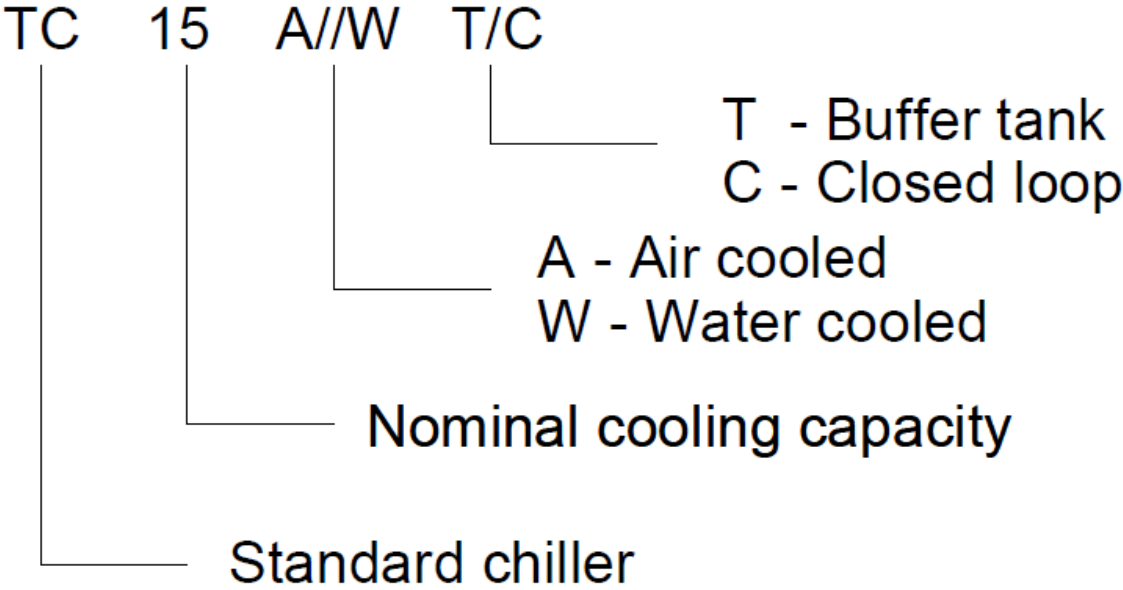 TC 15 A//W T/C
T - Buffer tank
C - Closed loop
A - Air cooled
W - Water cooled
Nominal cooling capacity
Standard chiller